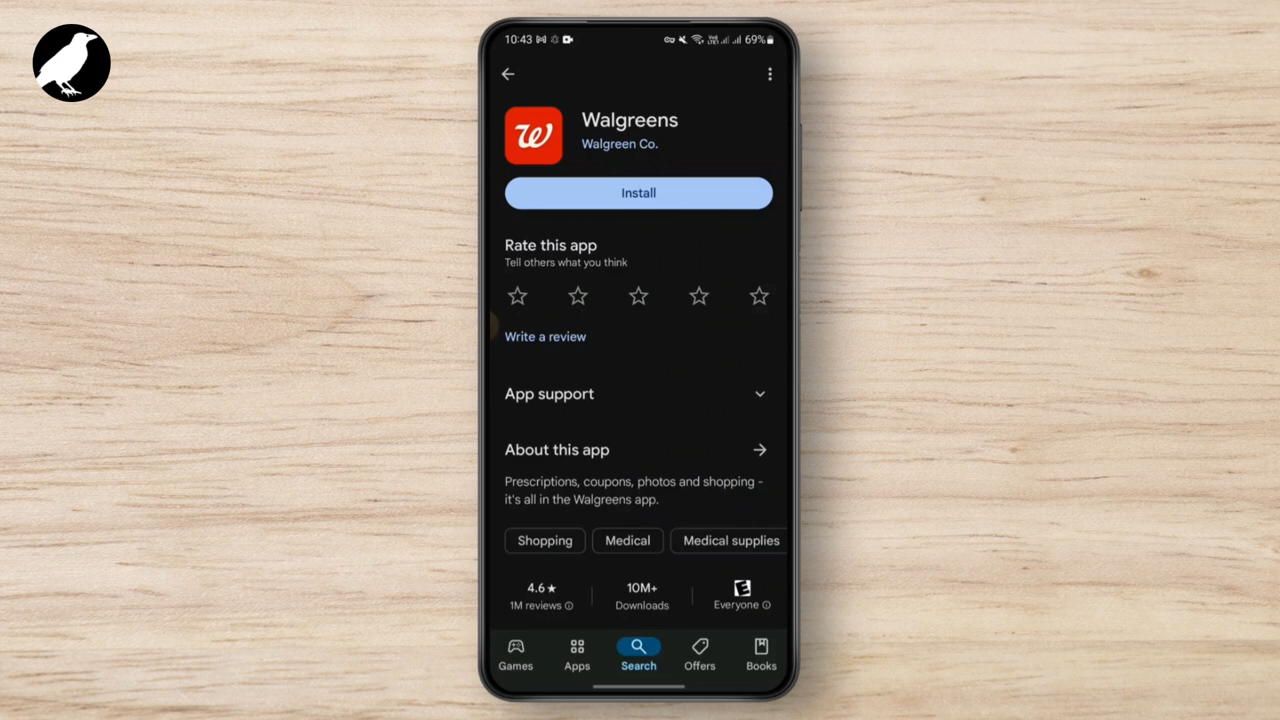 10:43
69%
Walgreens
Walgreen Co.
Install
Rate this app
Tell others what you think
Write a review
App support
About this app
Prescriptions, coupons, photos and shopping -
it's all in the Walgreens app.
Shopping Medical Medical supplies
4.6★ 10M+ E
1M reviews Downloads Everyone
Games Apps Search Offers Books